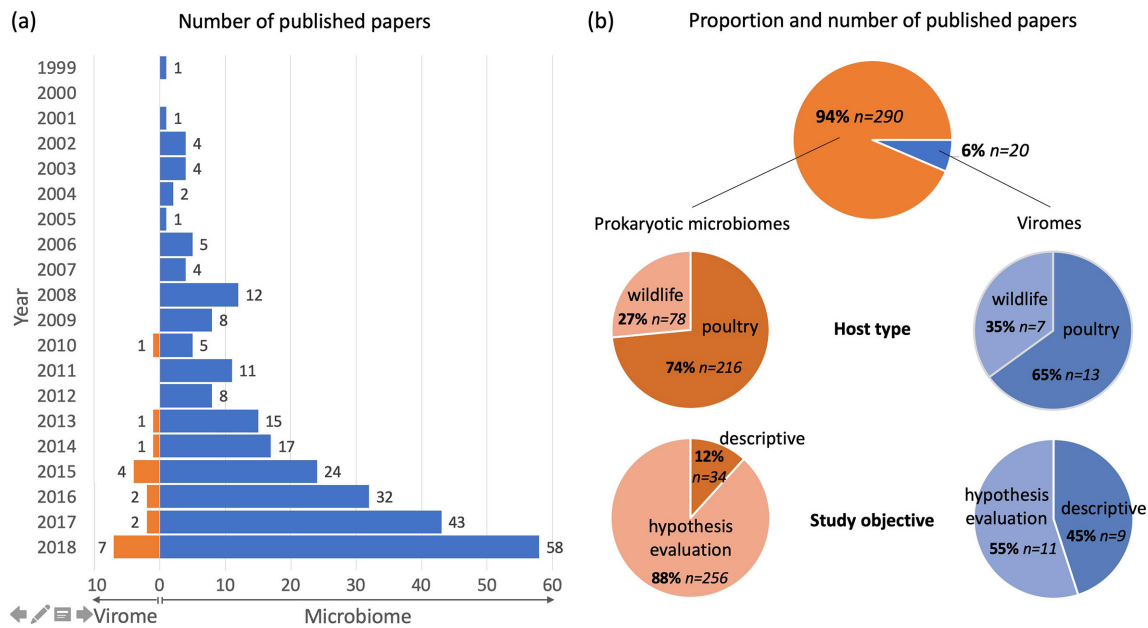 (a)
Number of published papers
Year
1999 1
2000
2001 1
2002 4
2003 4
2004 2
2005 1
2006 5
2007 4
2008 12
2009 8
2010 1 5
2011 11
2012 8
2013 1 15
2014 1 17
2015 4 24
2016 2 32
2017 2 43
2018 7 58
10 0 10 20 30 40 50 60
Virome Microbiome
(b)
Proportion and number of published papers
94% n=290
6% n=20
Prokaryotic microbiomes
Viromes
wildlife
27% n=78
poultry
74% n=216
Host type
wildlife
35% n=7
poultry
65% n=13
descriptive
12%
n=34
hypothesis
evaluation
88% n=256
Study objective
hypothesis
evaluation
55% n=11
descriptive
45% n=9